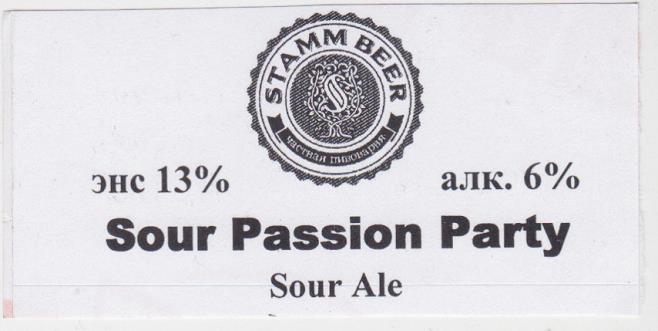 STAMM BEER
S
частная пивоварня
энс 13%
алк. 6%
Sour Passion Party
Sour Ale